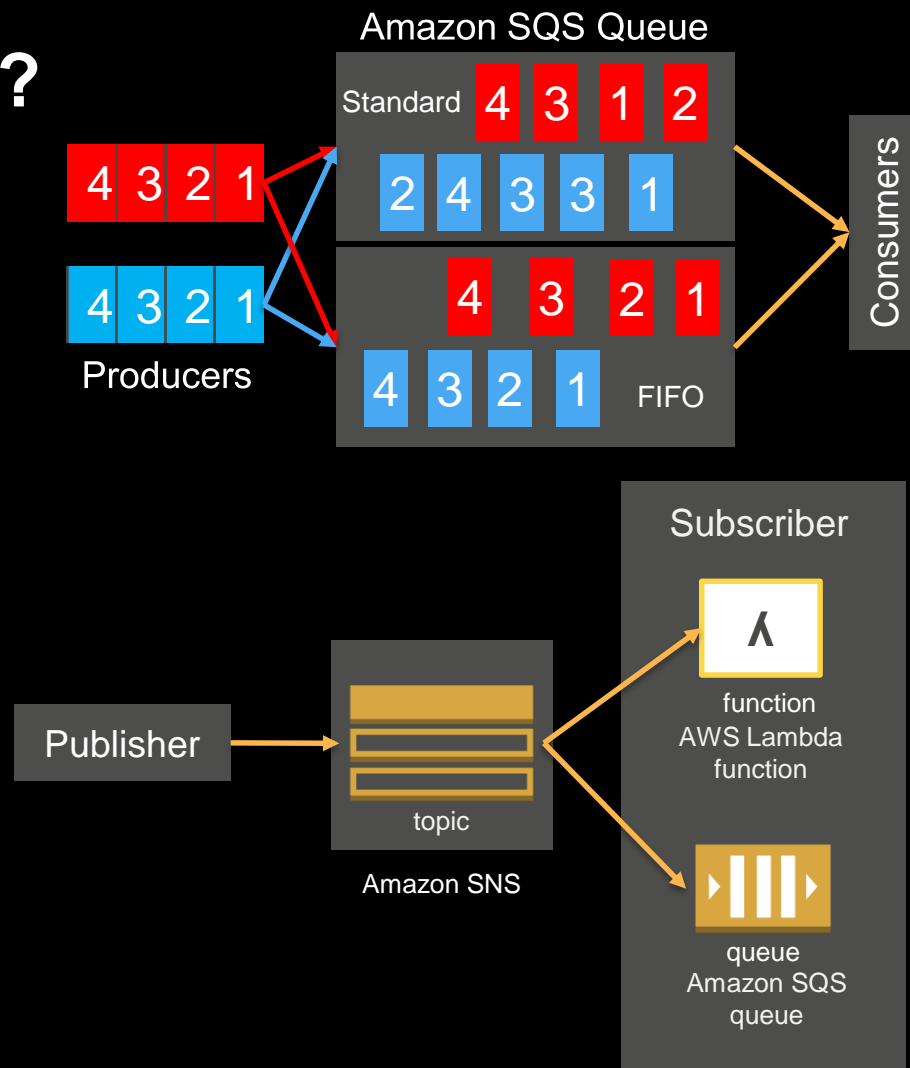 ?
Amazon SQS Queue
Standard
4 3 1 2
2 4 3 3 1
4 3 2 1
4 3 2 1
Producers
4 3 2 1
4 3 2 1
FIFO
Consumers
Publisher
topic
Amazon SNS
Subscriber
function
AWS Lambda
function
queue
Amazon SQS
queue